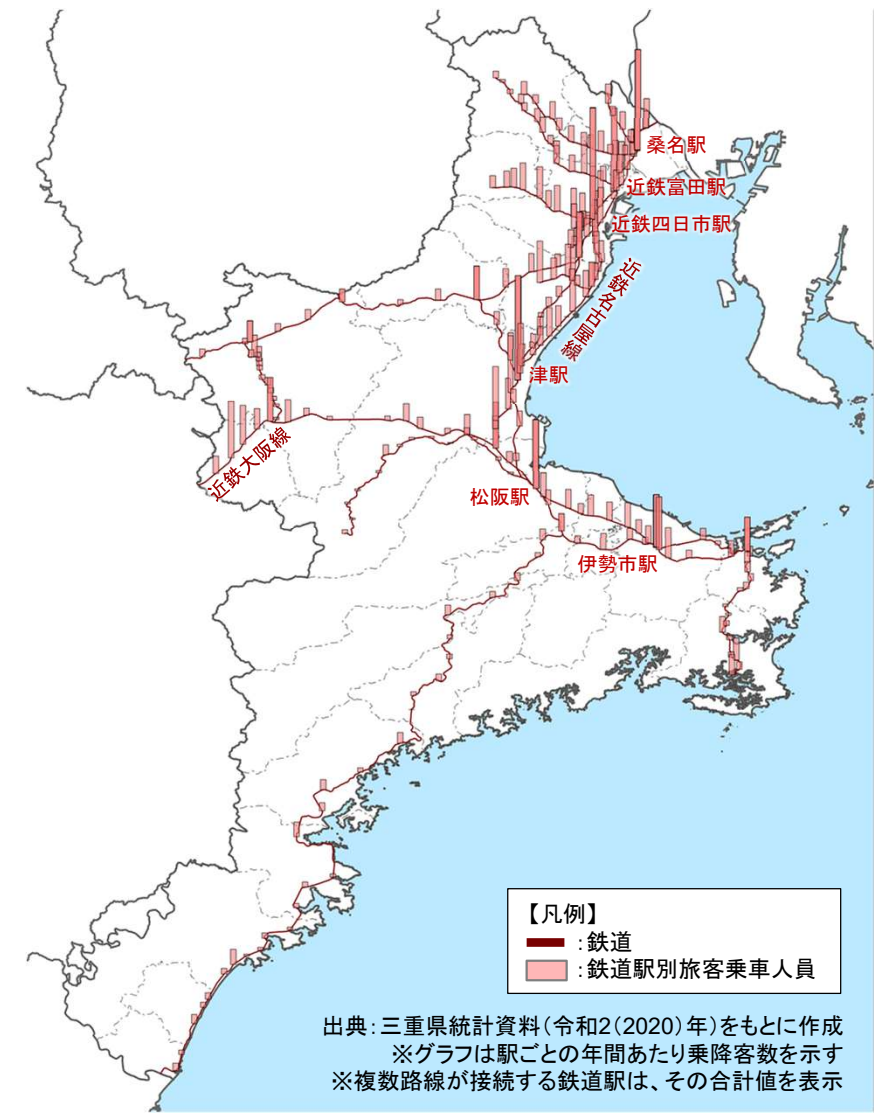 桑名駅
近鉄富田駅
近鉄四日市駅
近鉄名古屋線
津駅
近鉄大阪線
松阪駅
伊勢市駅
【凡例】
:鉄道
:鉄道駅別旅客乗車人員
出典:三重県統計資料(令和2(2020)年)をもとに作成
※グラフは駅ごとの年間あたり乗降客数を示す
※複数路線が接続する鉄道駅は、その合計値を表示